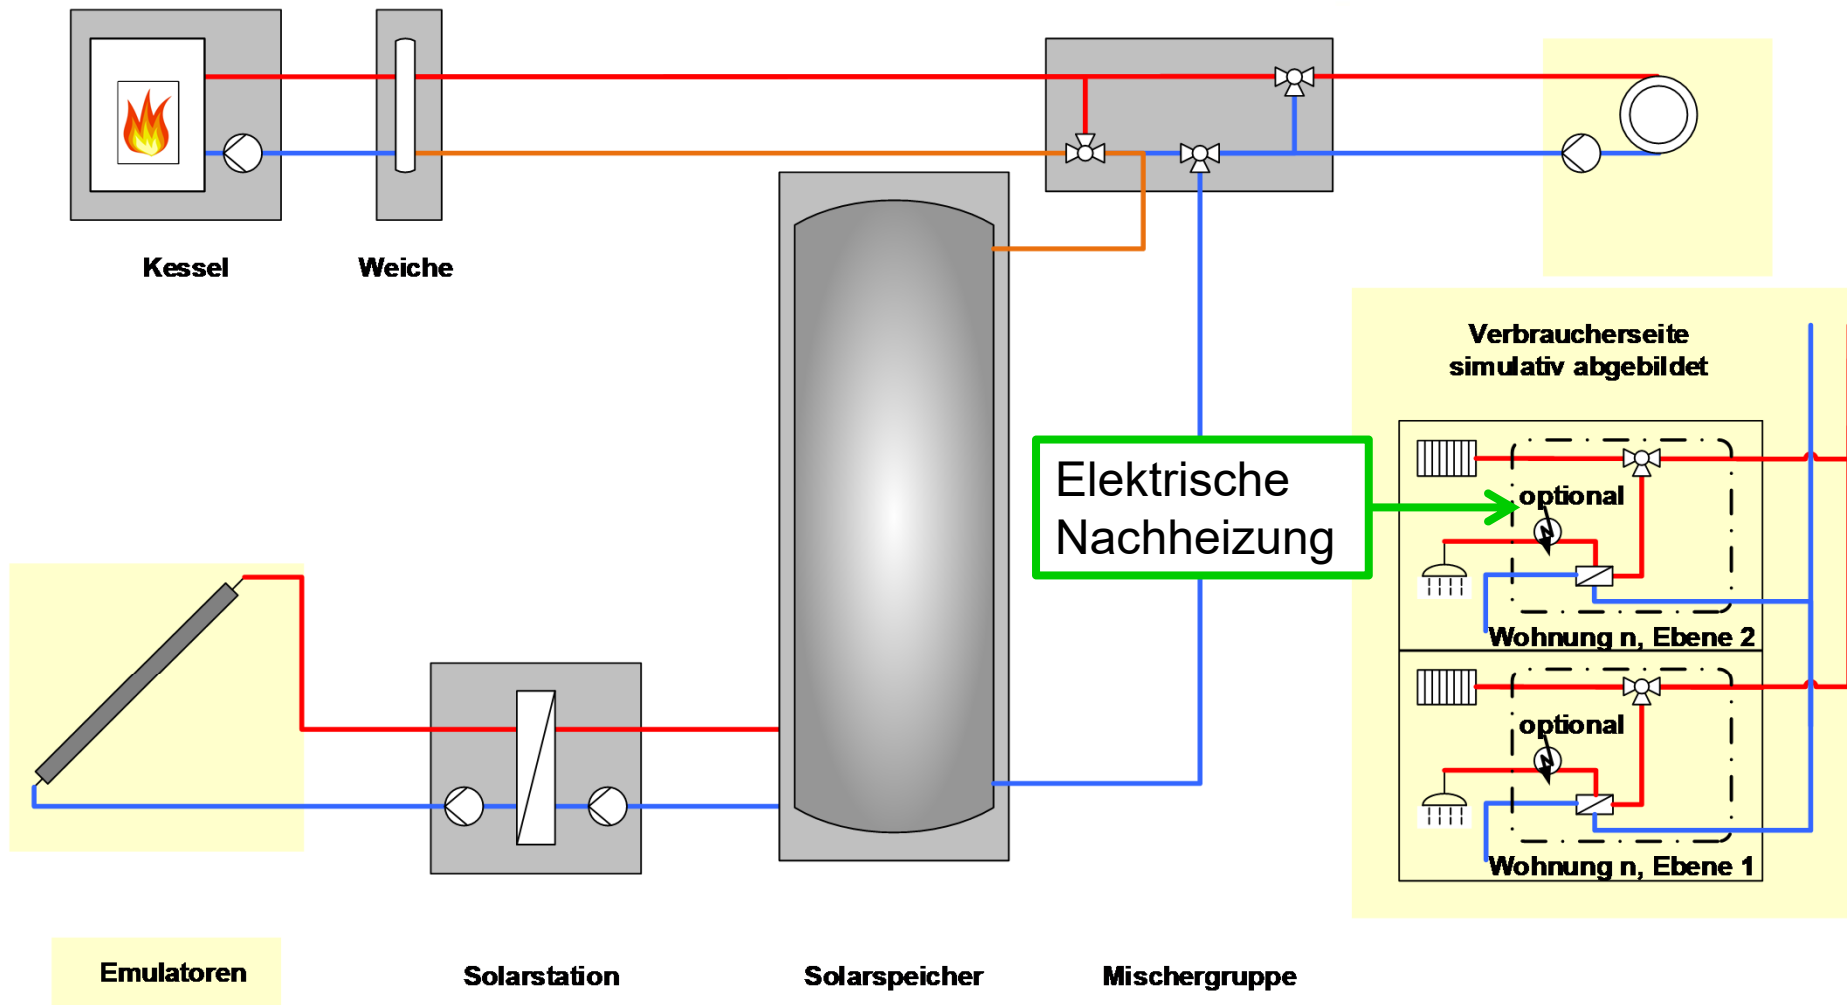 Kessel
Weiche
Verbraucherseite
simulativ abgebildet
Elektrische
Nachheizung
optional
Wohnung n, Ebene 2
optional
Wohnung n, Ebene 1
Emulatoren
Solarstation
Solarspeicher
Mischergruppe